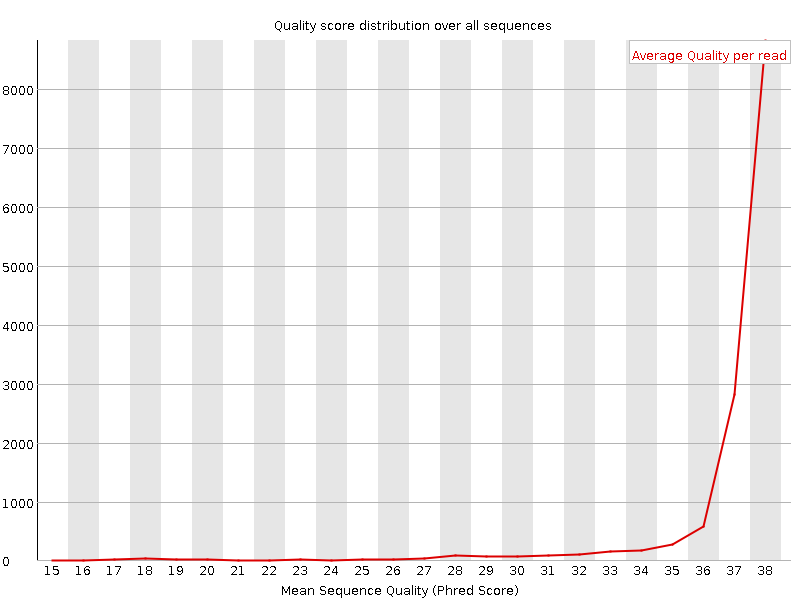 Quality score distribution over all sequences
Average Quality per read
8000
7000
6000
5000
4000
3000
2000
1000
0
15 16 17 18 19 20 21 22 23 24 25 26 27 28 29 30 31 32 33 34 35 36 37 38
Mean Sequence Quality (Phred Score)